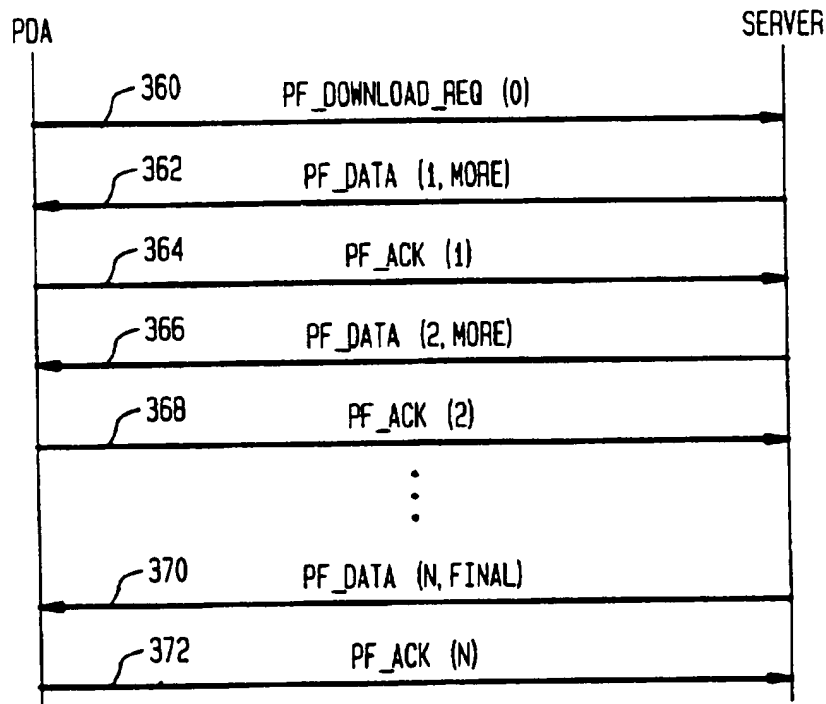 PDA
SERVER
360
PF_DOWNLOAD_REQ (0)
362
PF_DATA (1, MORE)
364
PF_ACK (1)
366
PF_DATA (2, MORE)
368
PF_ACK (2)
370
PF_DATA (N, FINAL)
372
PF_ACK (N)